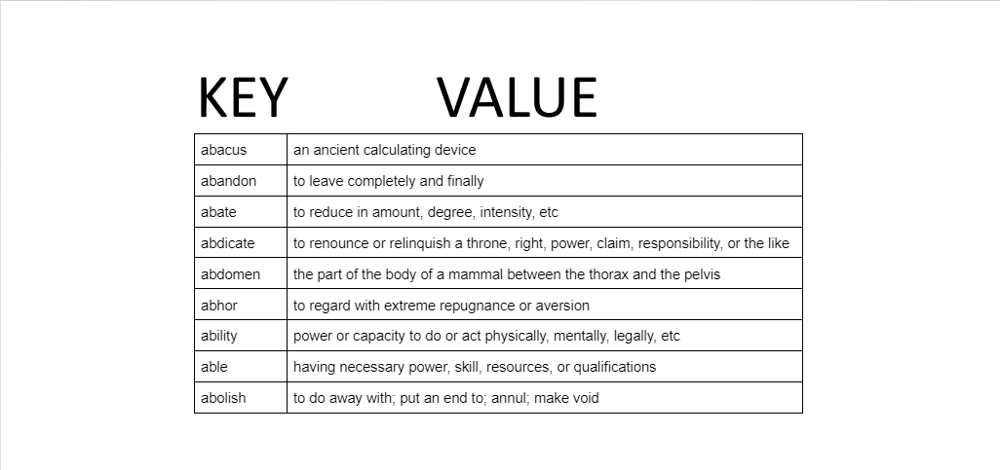 KEY VALUE
abacus an ancient calculating device
abandon to leave completely and finally
abate to reduce in amount, degree, intensity, etc
abdicate to renounce or relinquish a throne, right, power, claim, responsibility, or the like
abdomen the part of the body of a mammal between the thorax and the pelvis
abhor to regard with extreme repugnance or aversion
ability power or capacity to do or act physically, mentally, legally, etc
able having necessary power, skill, resources, or qualifications
abolish to do away with; put an end to; annul; make void